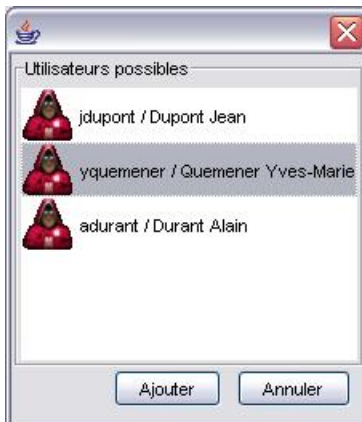 Utilisateurs possibles
jdupont / Dupont Jean
yquemener / Quemener Yves-Marie
adurant / Durant Alain
Ajouter
Annuler